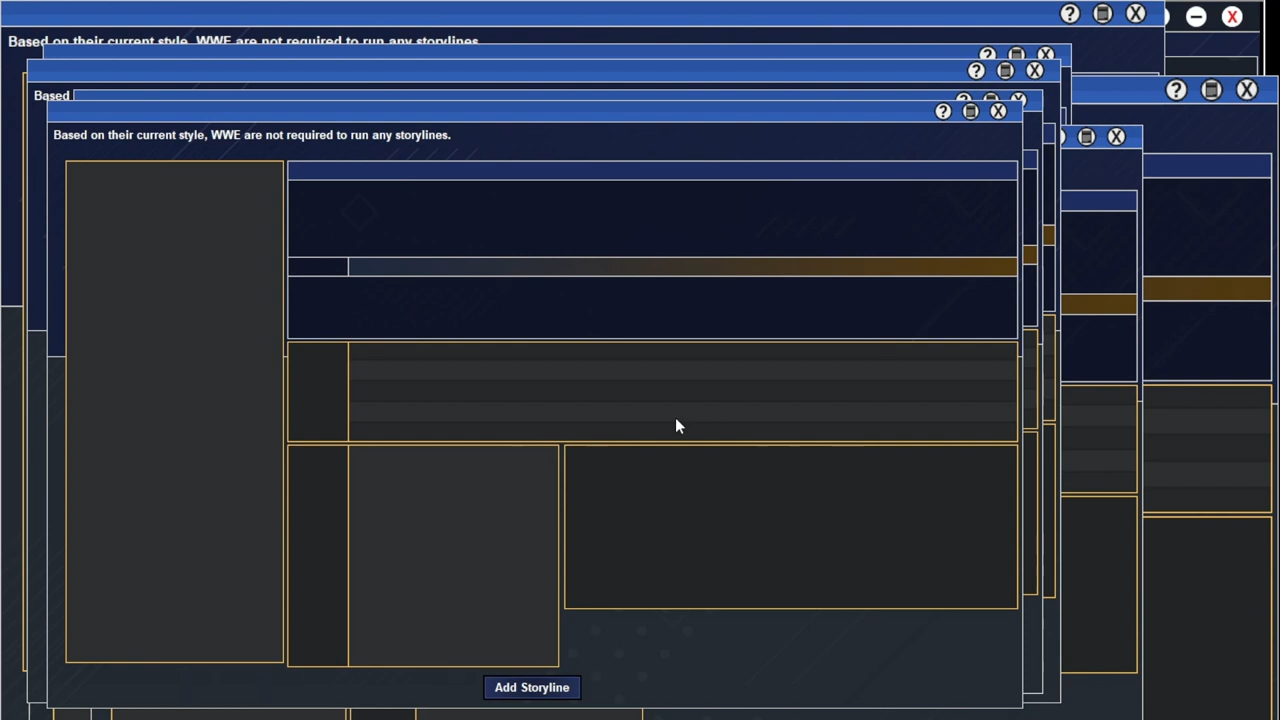 Based on their current style, WWE are not required to run any storylines.
Based
Based on their current style, WWE are not required to run any storylines.
Add Storyline